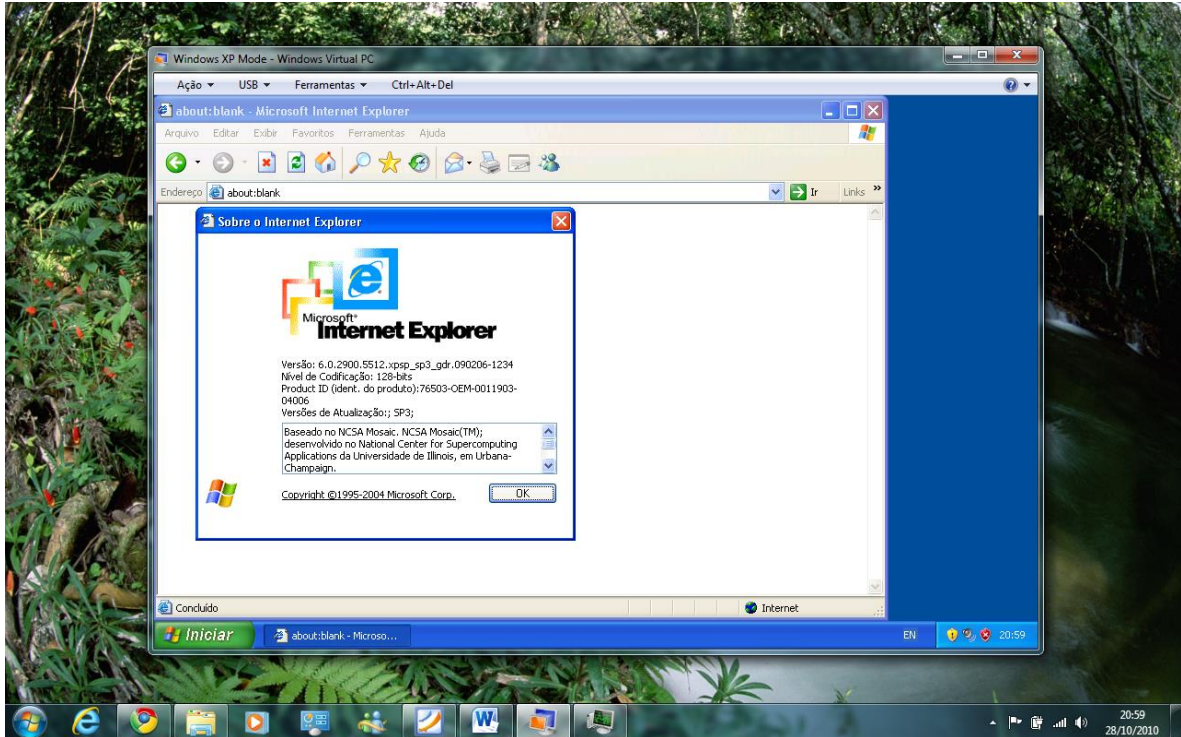 Windows XP Mode - Windows Virtual PC
Ação USB Ferramentas Ctrl+Alt+Del
about:blank - Microsoft Internet Explorer
Arquivo Editar Exibir Favoritos Ferramentas Ajuda
Endereço about:blank Ir Links »
Sobre o Internet Explorer
Microsoft®
Internet Explorer
Versão: 6.0.2900.5512.xpsp_sp3_gdr.090206-1234
Nível de Codificação: 128-bits
Product ID (ident. do produto):76503-OEM-0011903-
04006
Versões de Atualização:; SP3;
Baseado no NCSA Mosaic. NCSA Mosaic(TM);
desenvolvido no National Center for Supercomputing
Applications da Universidade de Illinois, em Urbana-
Champaign.
Copyright ©1995-2004 Microsoft Corp. OK
Concluído Internet
Iniciar about:blank - Microso... EN 20:59
20:59
28/10/2010